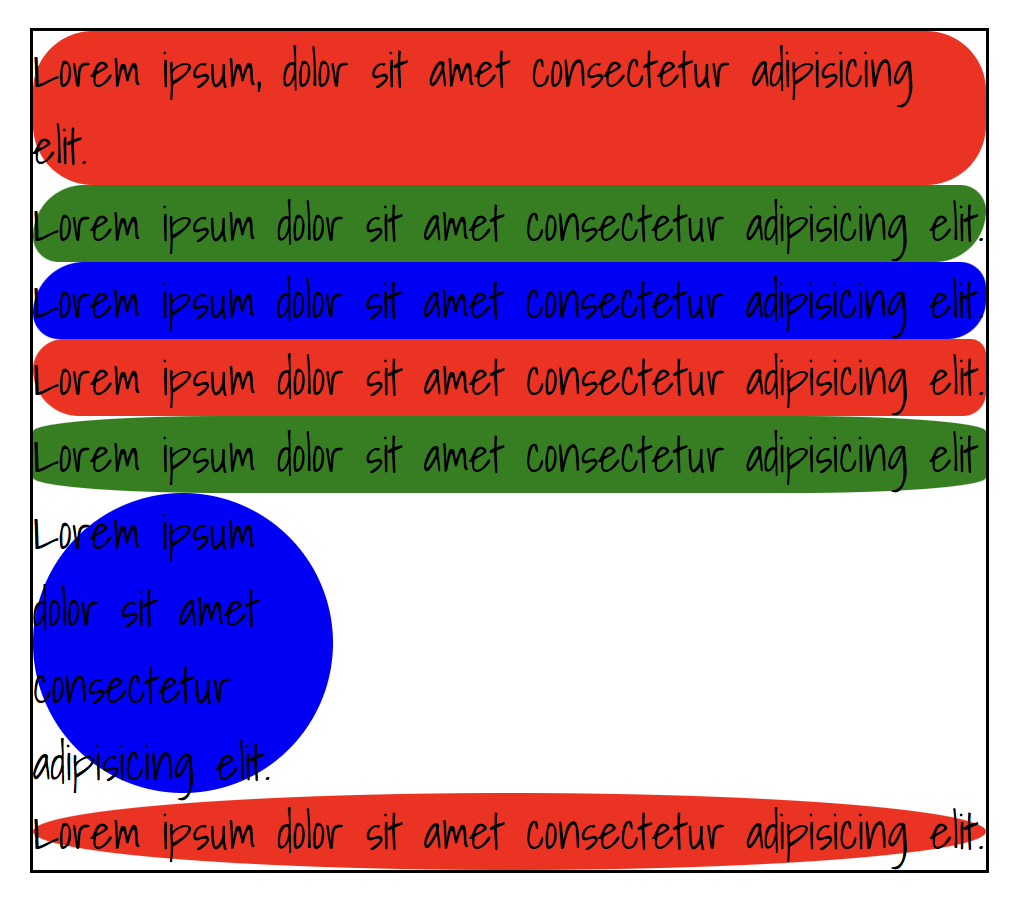 Lorem ipsum, dolor sit amet consectetur adipisicing
elit.
Lorem ipsum dolor sit amet consectetur adipisicing elit.
Lorem ipsum dolor sit amet consectetur adipisicing elit
Lorem ipsum dolor sit amet consectetur adipisicing elit.
Lorem ipsum dolor sit amet consectetur adipisicing elit
Lorem ipsum
dolor sit amet
consectetur
adipisicing elit.
Lorem ipsum dolor sit amet consectetur adipisicing elit.